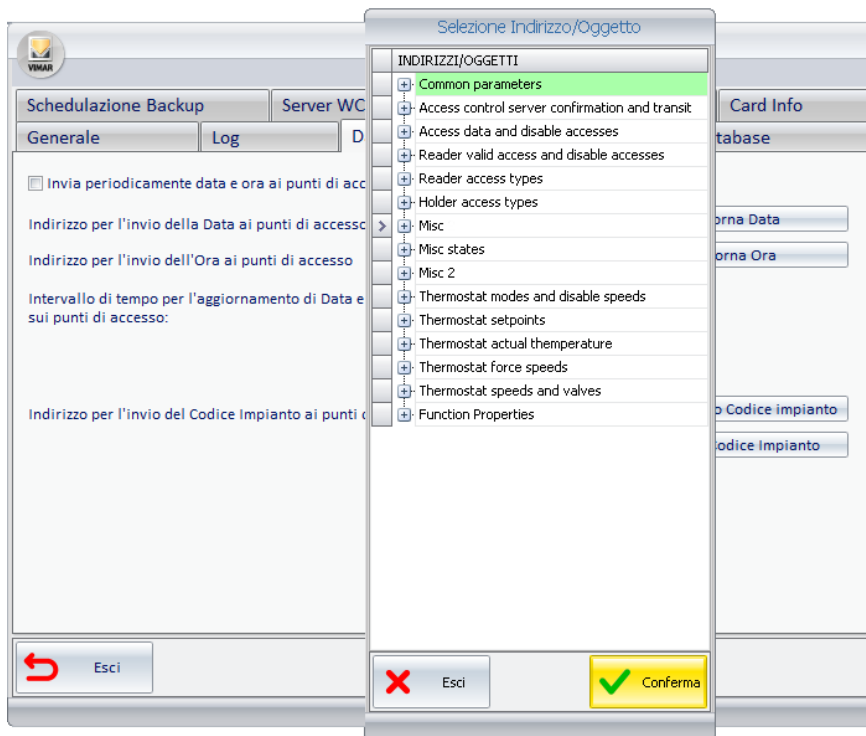 Selezione Indirizzo/Oggetto
VIMAR
INDIRIZZI/OGGETTI
Common parameters
Access control server confirmation and transit
Access data and disable accesses
Reader valid access and disable accesses
Reader access types
Holder access types
Misc
Misc states
Misc 2
Thermostat modes and disable speeds
Thermostat setpoints
Thermostat actual themperature
Thermostat force speeds
Thermostat speeds and valves
Function Properties
Esci
Conferma
Schedulazione Backup
Server WC
Card Info
Generale
Log
D
tabase
Invia periodicamente data e ora ai punti di acc
Indirizzo per l'invio della Data ai punti di accesso
orna Data
Indirizzo per l'invio dell'Ora ai punti di accesso
orna Ora
Intervallo di tempo per l'aggiornamento di Data e
sui punti di accesso:
Indirizzo per l'invio del Codice Impianto ai punti
o Codice impianto
Codice Impianto
Esci